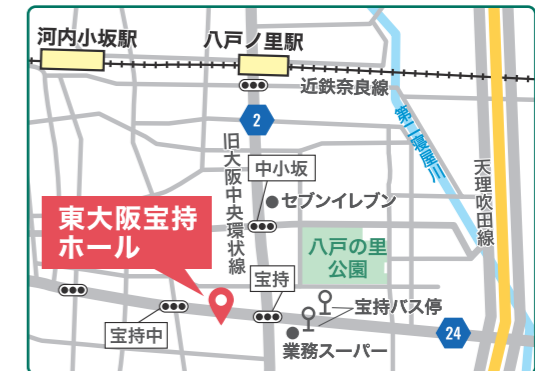 河内小坂駅
八戸ノ里駅
近鉄奈良線
2
第二寝屋川
旧大阪中央環状線
中小坂
セブンイレブン
天理吹田線
東大阪宝持
ホール
八戸の里
公園
宝持
宝持バス停
宝持中
24
業務スーパー